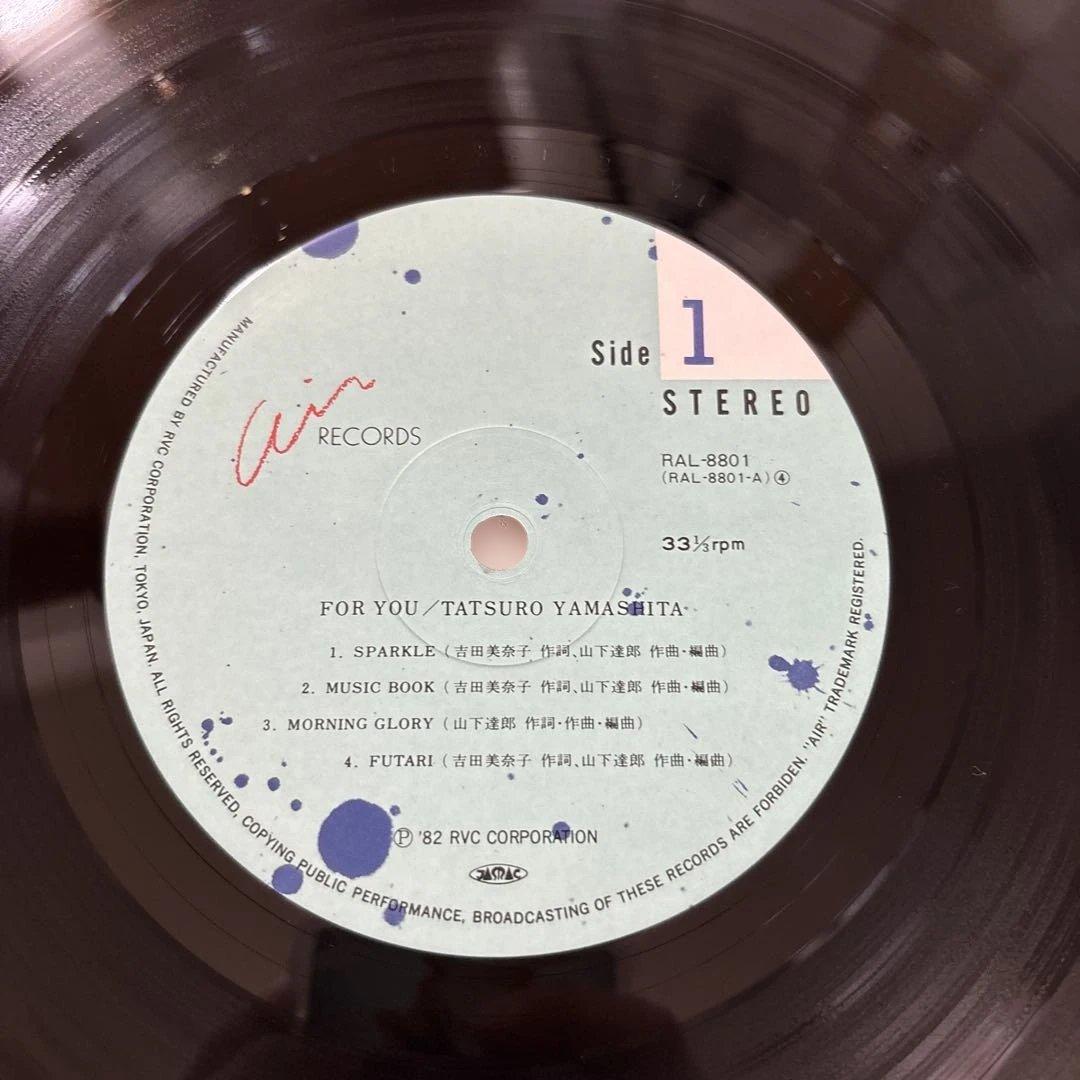 Air
RECORDS
Side 1
STEREO
RAL-8801
(RAL-8801-A)④
33⅓rpm
FOR YOU/TATSURO YAMASHITA
1. SPARKLE (吉田美奈子 作詞、山下達郎 作曲・編曲)
2. MUSIC BOOK (吉田美奈子 作詞、山下達郎 作曲・編曲)
3. MORNING GLORY (山下達郎 作詞・作曲・編曲)
4. FUTARI (吉田美奈子 作詞、山下達郎 作曲・編曲)
Ⓟ '82 RVC CORPORATION
JASRAC
MANUFACTURED BY RVC CORPORATION, TOKYO, JAPAN. ALL RIGHTS RESERVED, COPYING PUBLIC PERFORMANCE, BROADCASTING OF THESE RECORDS ARE FORBIDDEN. "AIR" TRADEMARK REGISTERED.